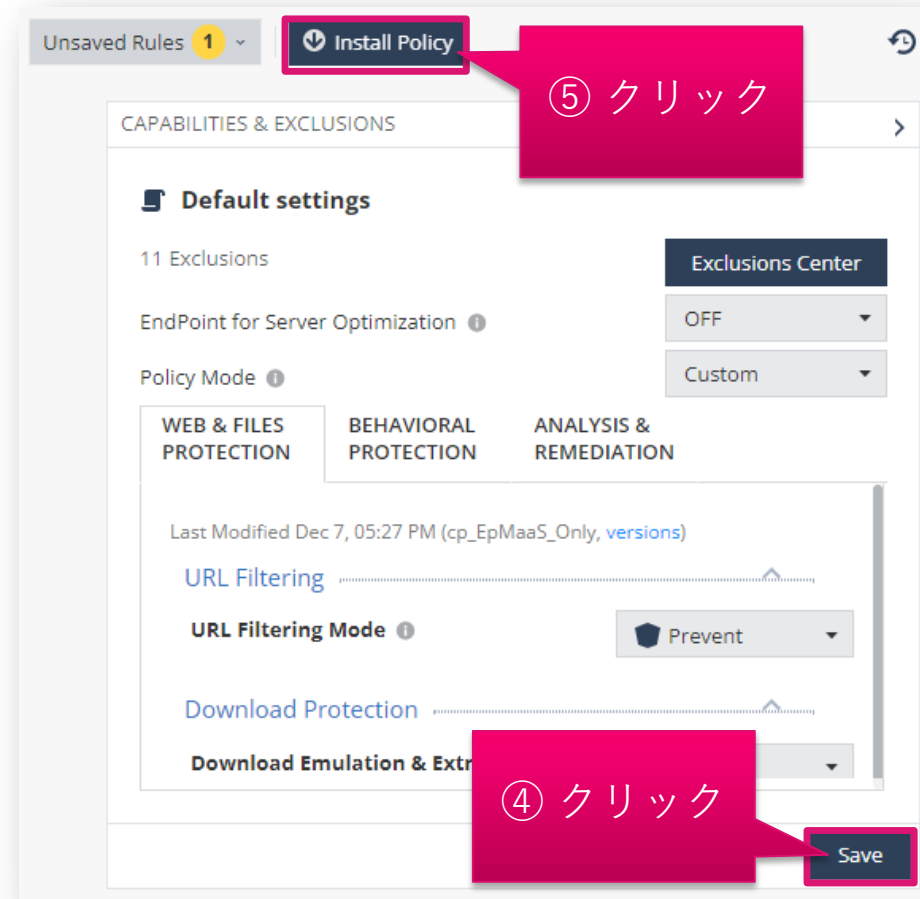 Unsaved Rules 1
Install Policy
⑤ クリック
CAPABILITIES & EXCLUSIONS
Default settings
11 Exclusions
Exclusions Center
EndPoint for Server Optimization
OFF
Policy Mode
Custom
WEB & FILES
PROTECTION
BEHAVIORAL
PROTECTION
ANALYSIS &
REMEDIATION
Last Modified Dec 7, 05:27 PM (cp_EpMaaS_Only, versions)
URL Filtering
URL Filtering Mode
Prevent
Download Protection
Download Emulation & Extr
④ クリック
Save